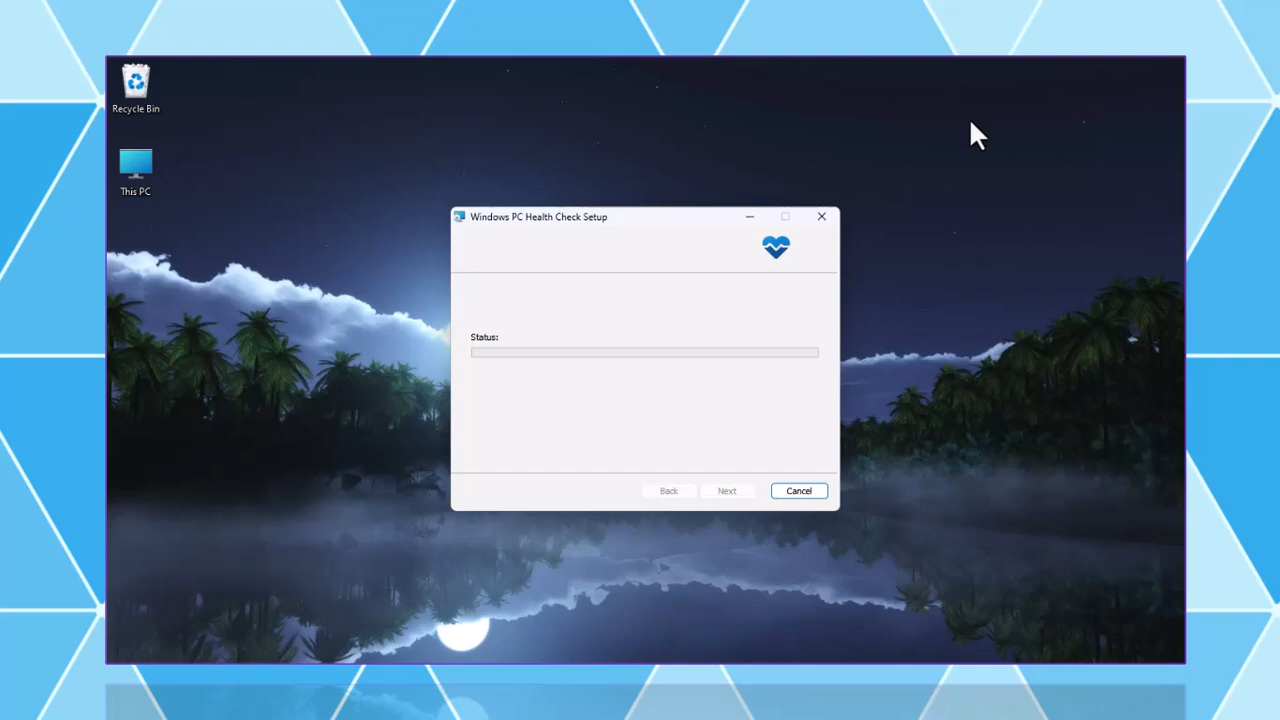 Recycle Bin
This PC
Windows PC Health Check Setup
Status:
Back
Next
Cancel